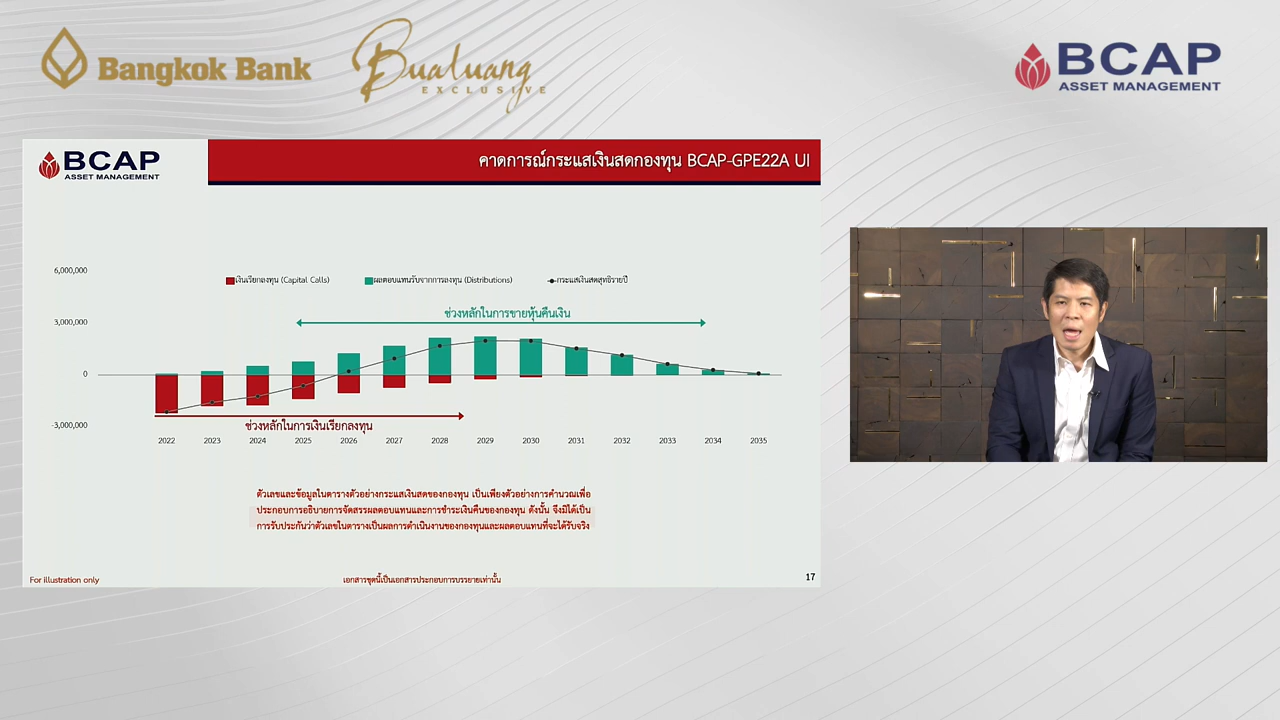 Bangkok Bank
Bualuang
EXCLUSIVE
BCAP
ASSET MANAGEMENT
BCAP
ASSET MANAGEMENT
คาดการณ์กระแสเงินสดกองทุน BCAP-GPE22A UI
6,000,000
เงินเรียกลงทุน (Capital Calls)
ผลตอบแทนรับจากการลงทุน (Distributions)
กระแสเงินสดสุทธิรายปี
ช่วงหลักในการขายหุ้นคืนเงิน
3,000,000
0
-3,000,000
ช่วงหลักในการเงินเรียกลงทุน
2022 2023 2024 2025 2026 2027 2028 2029 2030 2031 2032 2033 2034 2035
ตัวเลขและข้อมูลในตารางตัวอย่างกระแสเงินสดของกองทุน เป็นเพียงตัวอย่างการคำนวณเพื่อ
ประกอบการอธิบายการจัดสรรผลตอบแทนและการชำระเงินคืนของกองทุน ดังนั้น จึงมิได้เป็น
การรับประกันว่าตัวเลขในตารางเป็นผลการดำเนินงานของกองทุนและผลตอบแทนที่จะได้รับจริง
For illustration only
เอกสารชุดนี้เป็นเอกสารประกอบการบรรยายเท่านั้น
17